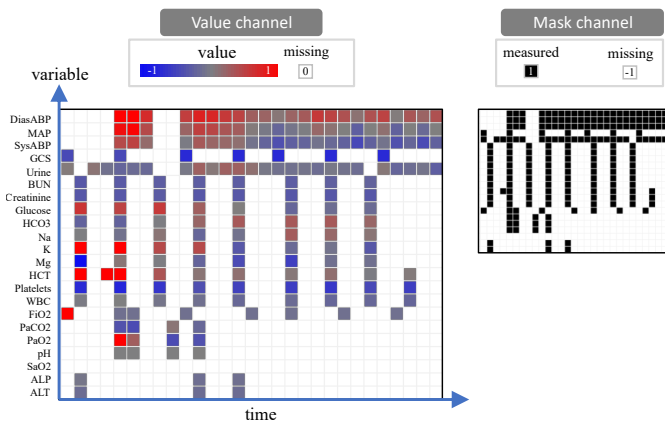 Value channel
Mask channel
value
missing
-1
1
0
measured
missing
1
-1
variable
DiasABP
MAP
SysABP
GCS
Urine
BUN
Creatinine
Glucose
HCO3
Na
K
Mg
HCT
Platelets
WBC
FiO2
PaCO2
PaO2
pH
SaO2
ALP
ALT
time